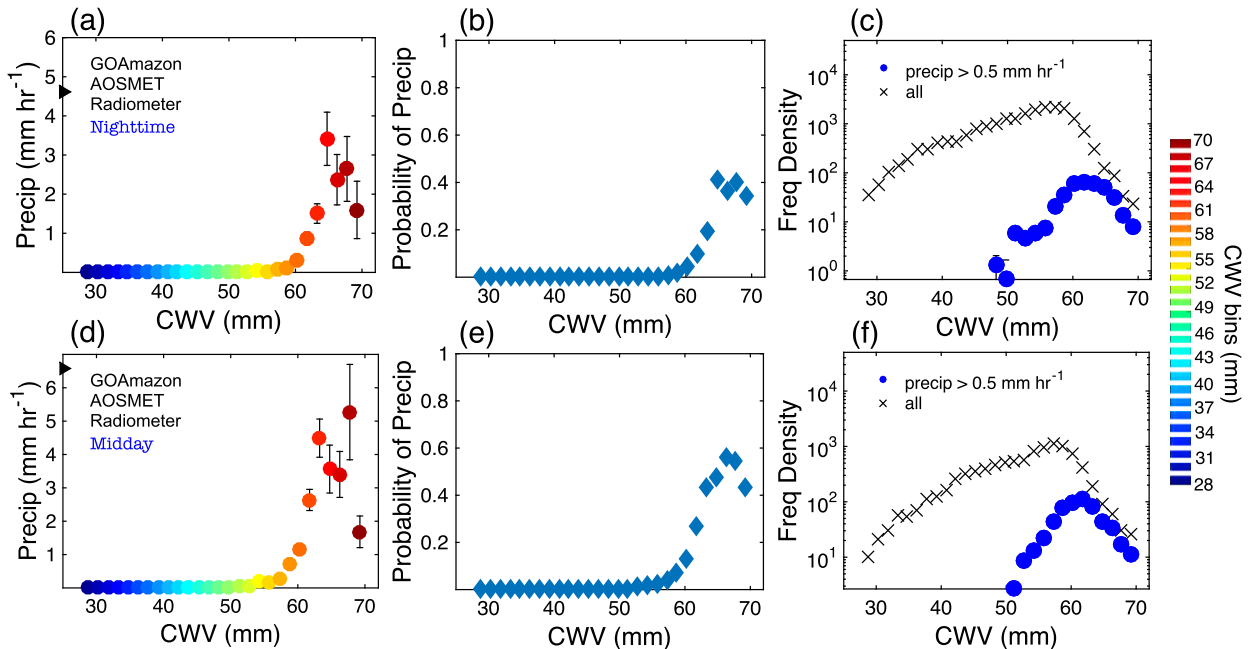 (a)
6
5
4
3
2
1
Precip (mm hr-1)
GOAmazon
AOSMET
Radiometer
Nighttime
30 40 50 60 70
CWV (mm)
(b)
1
0.8
0.6
0.4
0.2
Probability of Precip
30 40 50 60 70
CWV (mm)
(c)
10^4
10^3
10^2
10^1
10^0
Freq Density
precip > 0.5 mm hr-1
all
30 40 50 60 70
CWV (mm)
(d)
6
5
4
3
2
1
Precip (mm hr-1)
GOAmazon
AOSMET
Radiometer
Midday
30 40 50 60 70
CWV (mm)
(e)
1
0.8
0.6
0.4
0.2
Probability of Precip
30 40 50 60 70
CWV (mm)
(f)
10^4
10^3
10^2
10^1
Freq Density
precip > 0.5 mm hr-1
all
30 40 50 60 70
CWV (mm)
70
67
64
61
58
55
52
49
46
43
40
37
34
31
28
CWV bins (mm)